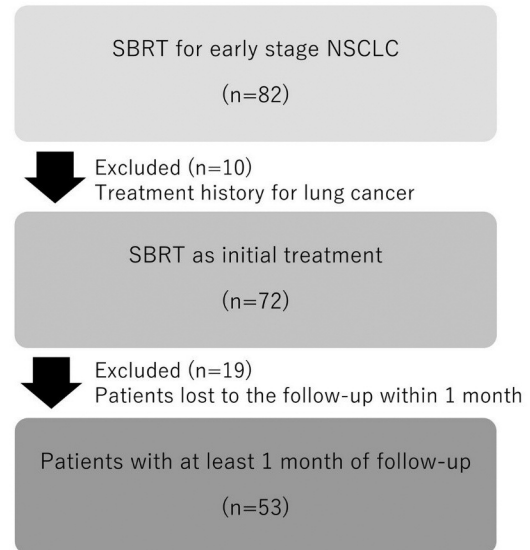 SBRT for early stage NSCLC
(n=82)
Excluded (n=10)
Treatment history for lung cancer
SBRT as initial treatment
(n=72)
Excluded (n=19)
Patients lost to the follow-up within 1 month
Patients with at least 1 month of follow-up
(n=53)